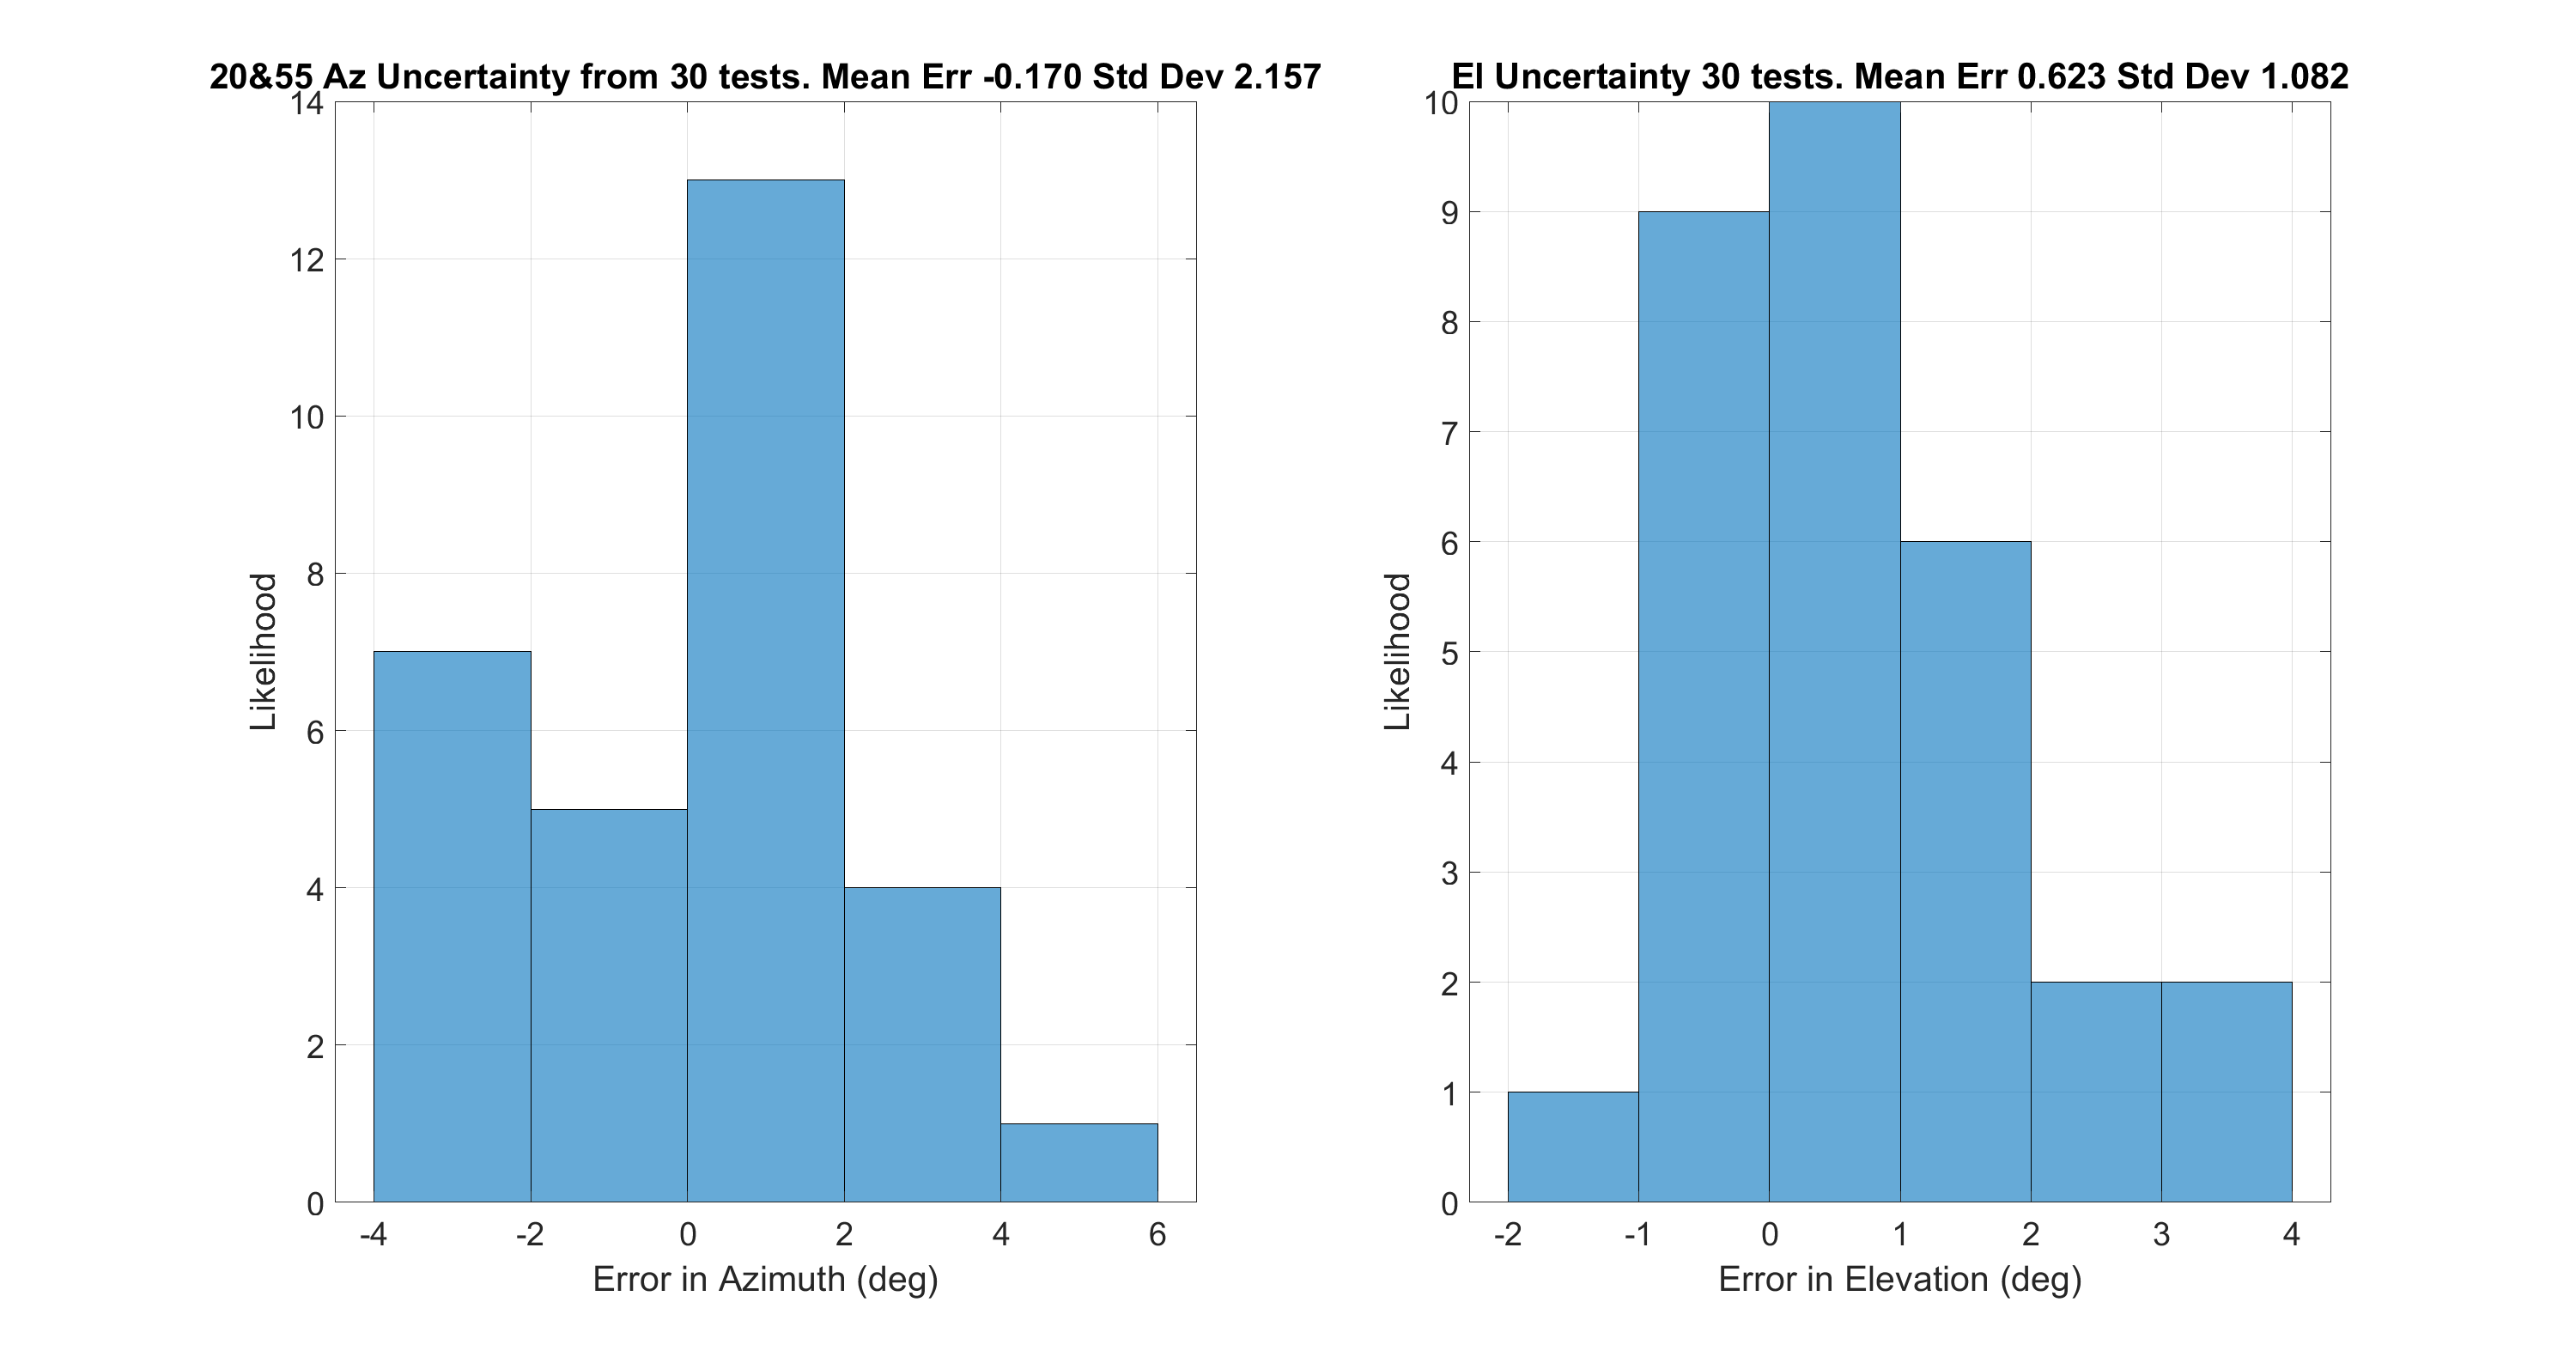 20&55 Az Uncertainty from 30 tests. Mean Err -0.170 Std Dev 2.157
14
12
10
8
6
4
2
0
Likelihood
-4 -2 0 2 4 6
Error in Azimuth (deg)
El Uncertainty 30 tests. Mean Err 0.623 Std Dev 1.082
10
9
8
7
6
5
4
3
2
1
0
Likelihood
-2 -1 0 1 2 3 4
Error in Elevation (deg)